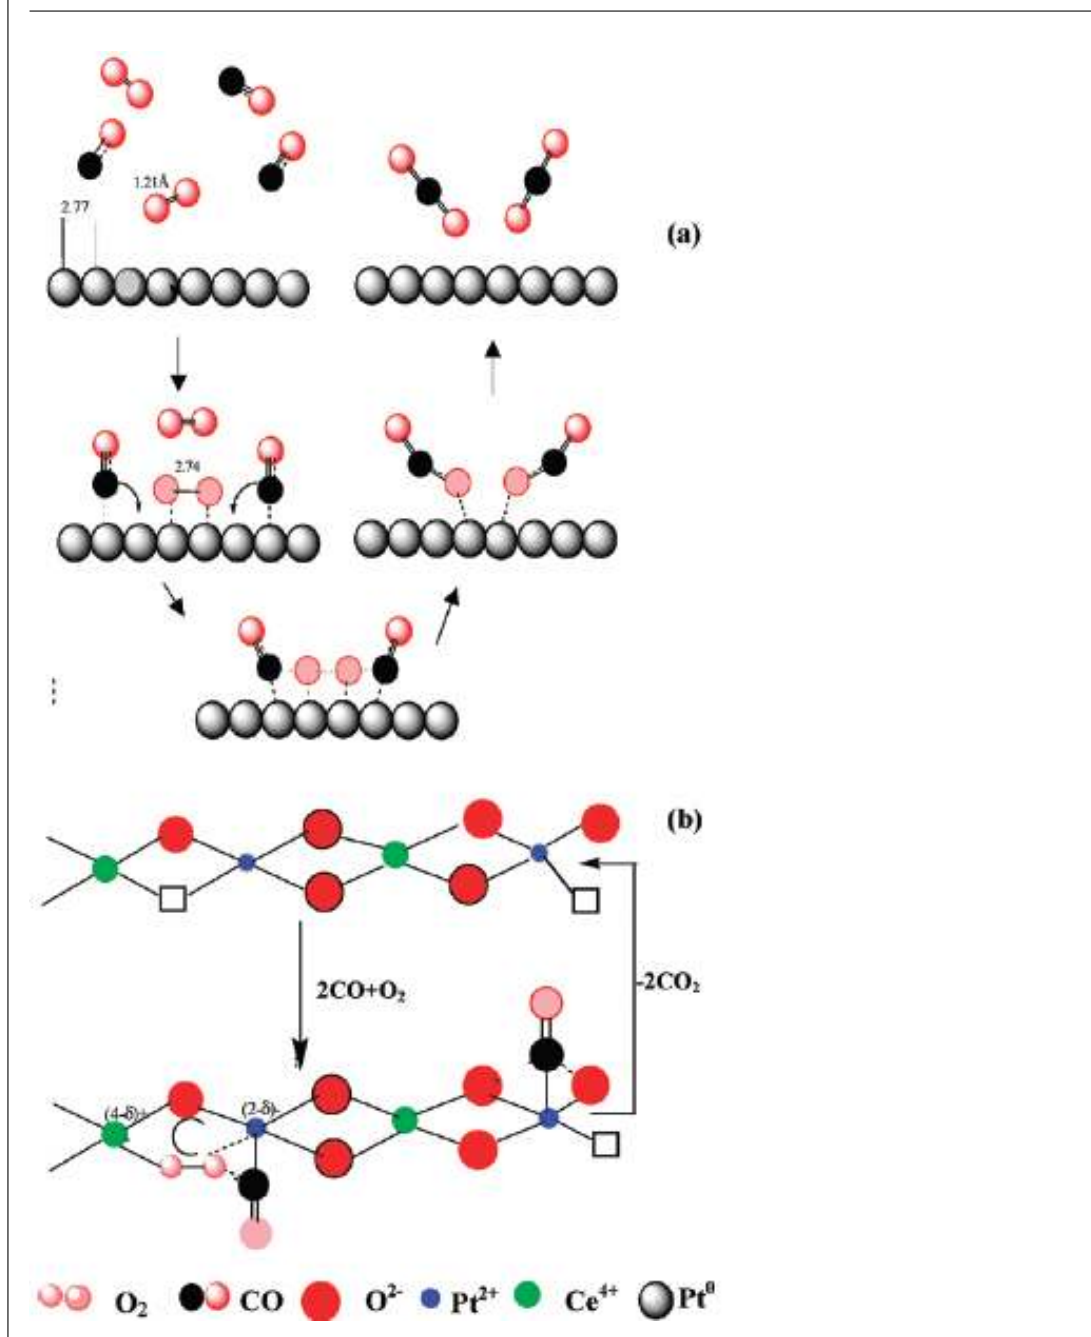 1.21Å
2.77
(a)
2.74
(b)
2CO+O₂
-2CO₂
(4-δ)+
(2-δ)-
O₂ CO O²⁻ Pt²⁺ Ce⁴⁺ Pt⁰